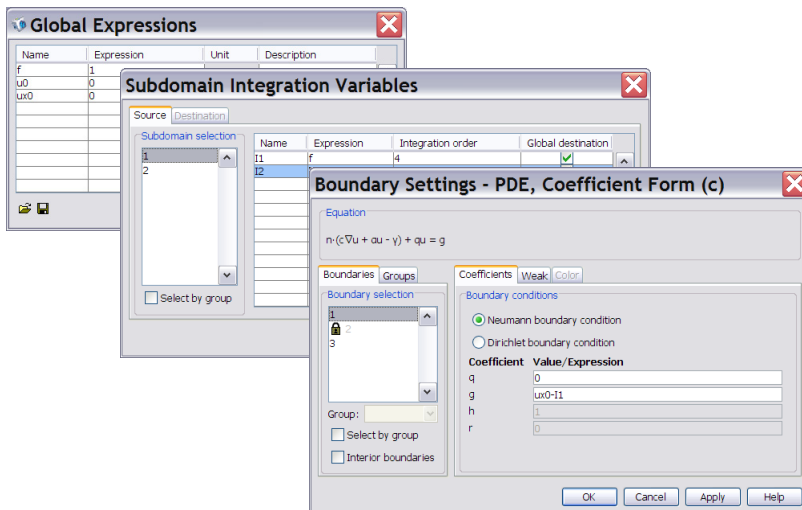 Global Expressions
Name Expression Unit Description
f 1
u0 0
ux0 0
Subdomain Integration Variables
Source Destination
Subdomain selection
1
2
Select by group
Name Expression Integration order Global destination
I1 f 4
I2
Boundary Settings - PDE, Coefficient Form (c)
Equation
n·(c∇u + αu - γ) + qu = g
Boundaries Groups
Boundary selection
1
2
3
Group:
Select by group
Interior boundaries
Coefficients Weak Color
Boundary conditions
Neumann boundary condition
Dirichlet boundary condition
Coefficient Value/Expression
q 0
g ux0-I1
h 1
r 0
OK Cancel Apply Help